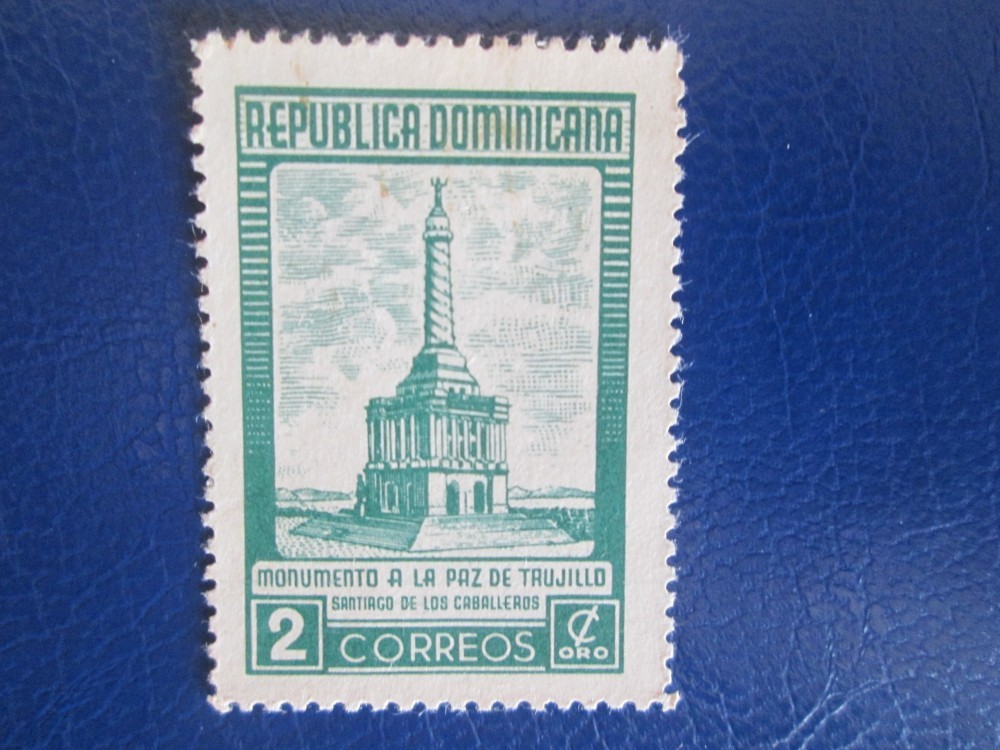 REPUBLICA DOMINICANA
MONUMENTO A LA PAZ DE TRUJILLO
SANTIAGO DE LOS CABALLEROS
2 CORREOS ₵
ORO